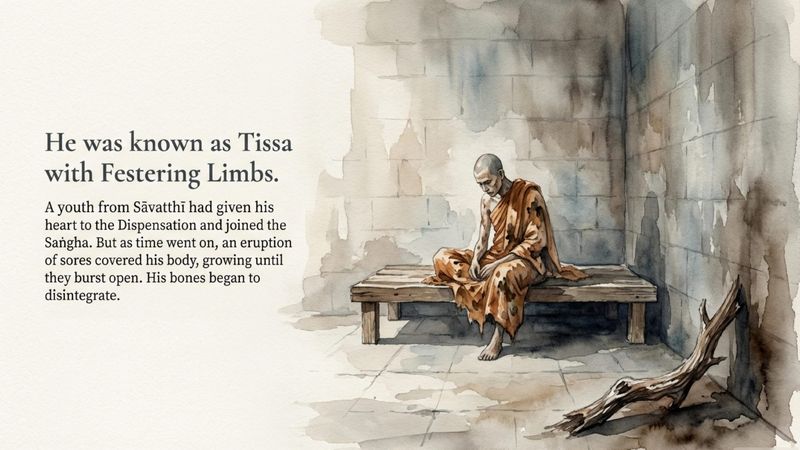 He was known as Tissa
with Festering Limbs.
A youth from Sāvatthī had given his
heart to the Dispensation and joined the
Saṅgha. But as time went on, an eruption
of sores covered his body, growing until
they burst open. His bones began to
disintegrate.